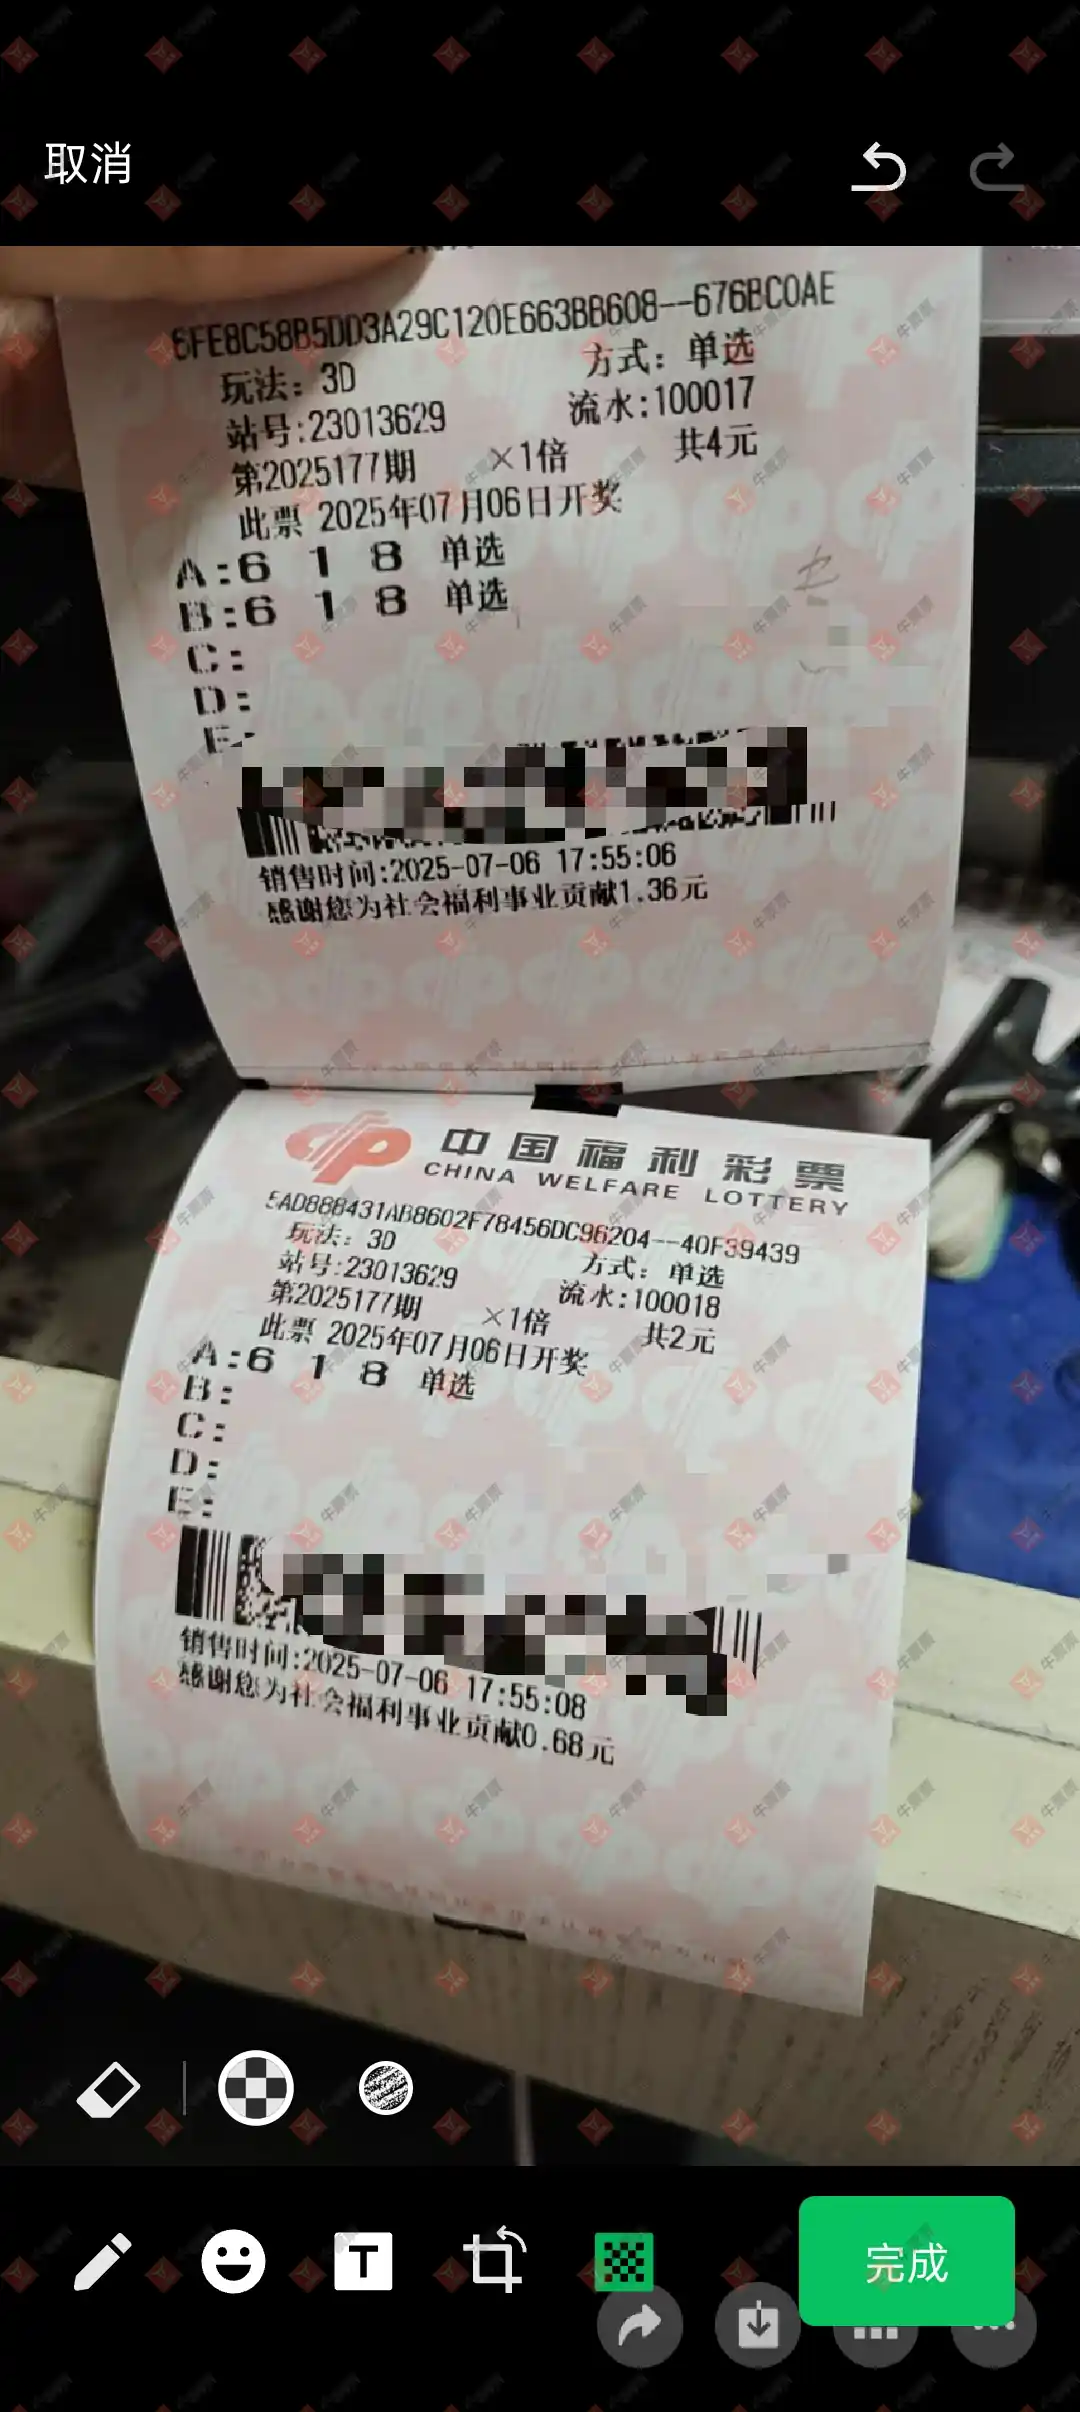 取消
6FE8C58B5DD3A29C120E663BB608--676BC0AE
玩法：3D 方式：单选
站号:23013629 流水:100017
第2025177期 ×1倍 共4元
此票 2025年07月06日开奖
A:6 1 8 单选
B:6 1 8 单选
C:
D:
E:
销售时间:2025-07-06 17:55:06
感谢您为社会福利事业贡献1.36元
中国福利彩票
CHINA WELFARE LOTTERY
5AD88B431AB8602F78456DC96204--40F39439
玩法：3D 方式：单选
站号:23013629 流水:100018
第2025177期 ×1倍 共2元
此票 2025年07月06日开奖
A:6 1 8 单选
B:
C:
D:
E:
销售时间:2025-07-06 17:55:08
感谢您为社会福利事业贡献0.68元
T
完成